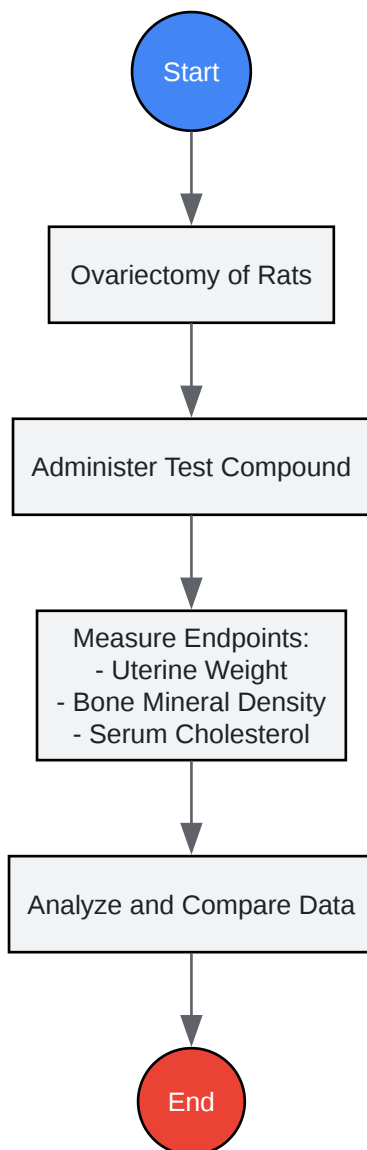 Start
Ovariectomy of Rats
Administer Test Compound
Measure Endpoints:
- Uterine Weight
- Bone Mineral Density
- Serum Cholesterol
Analyze and Compare Data
End